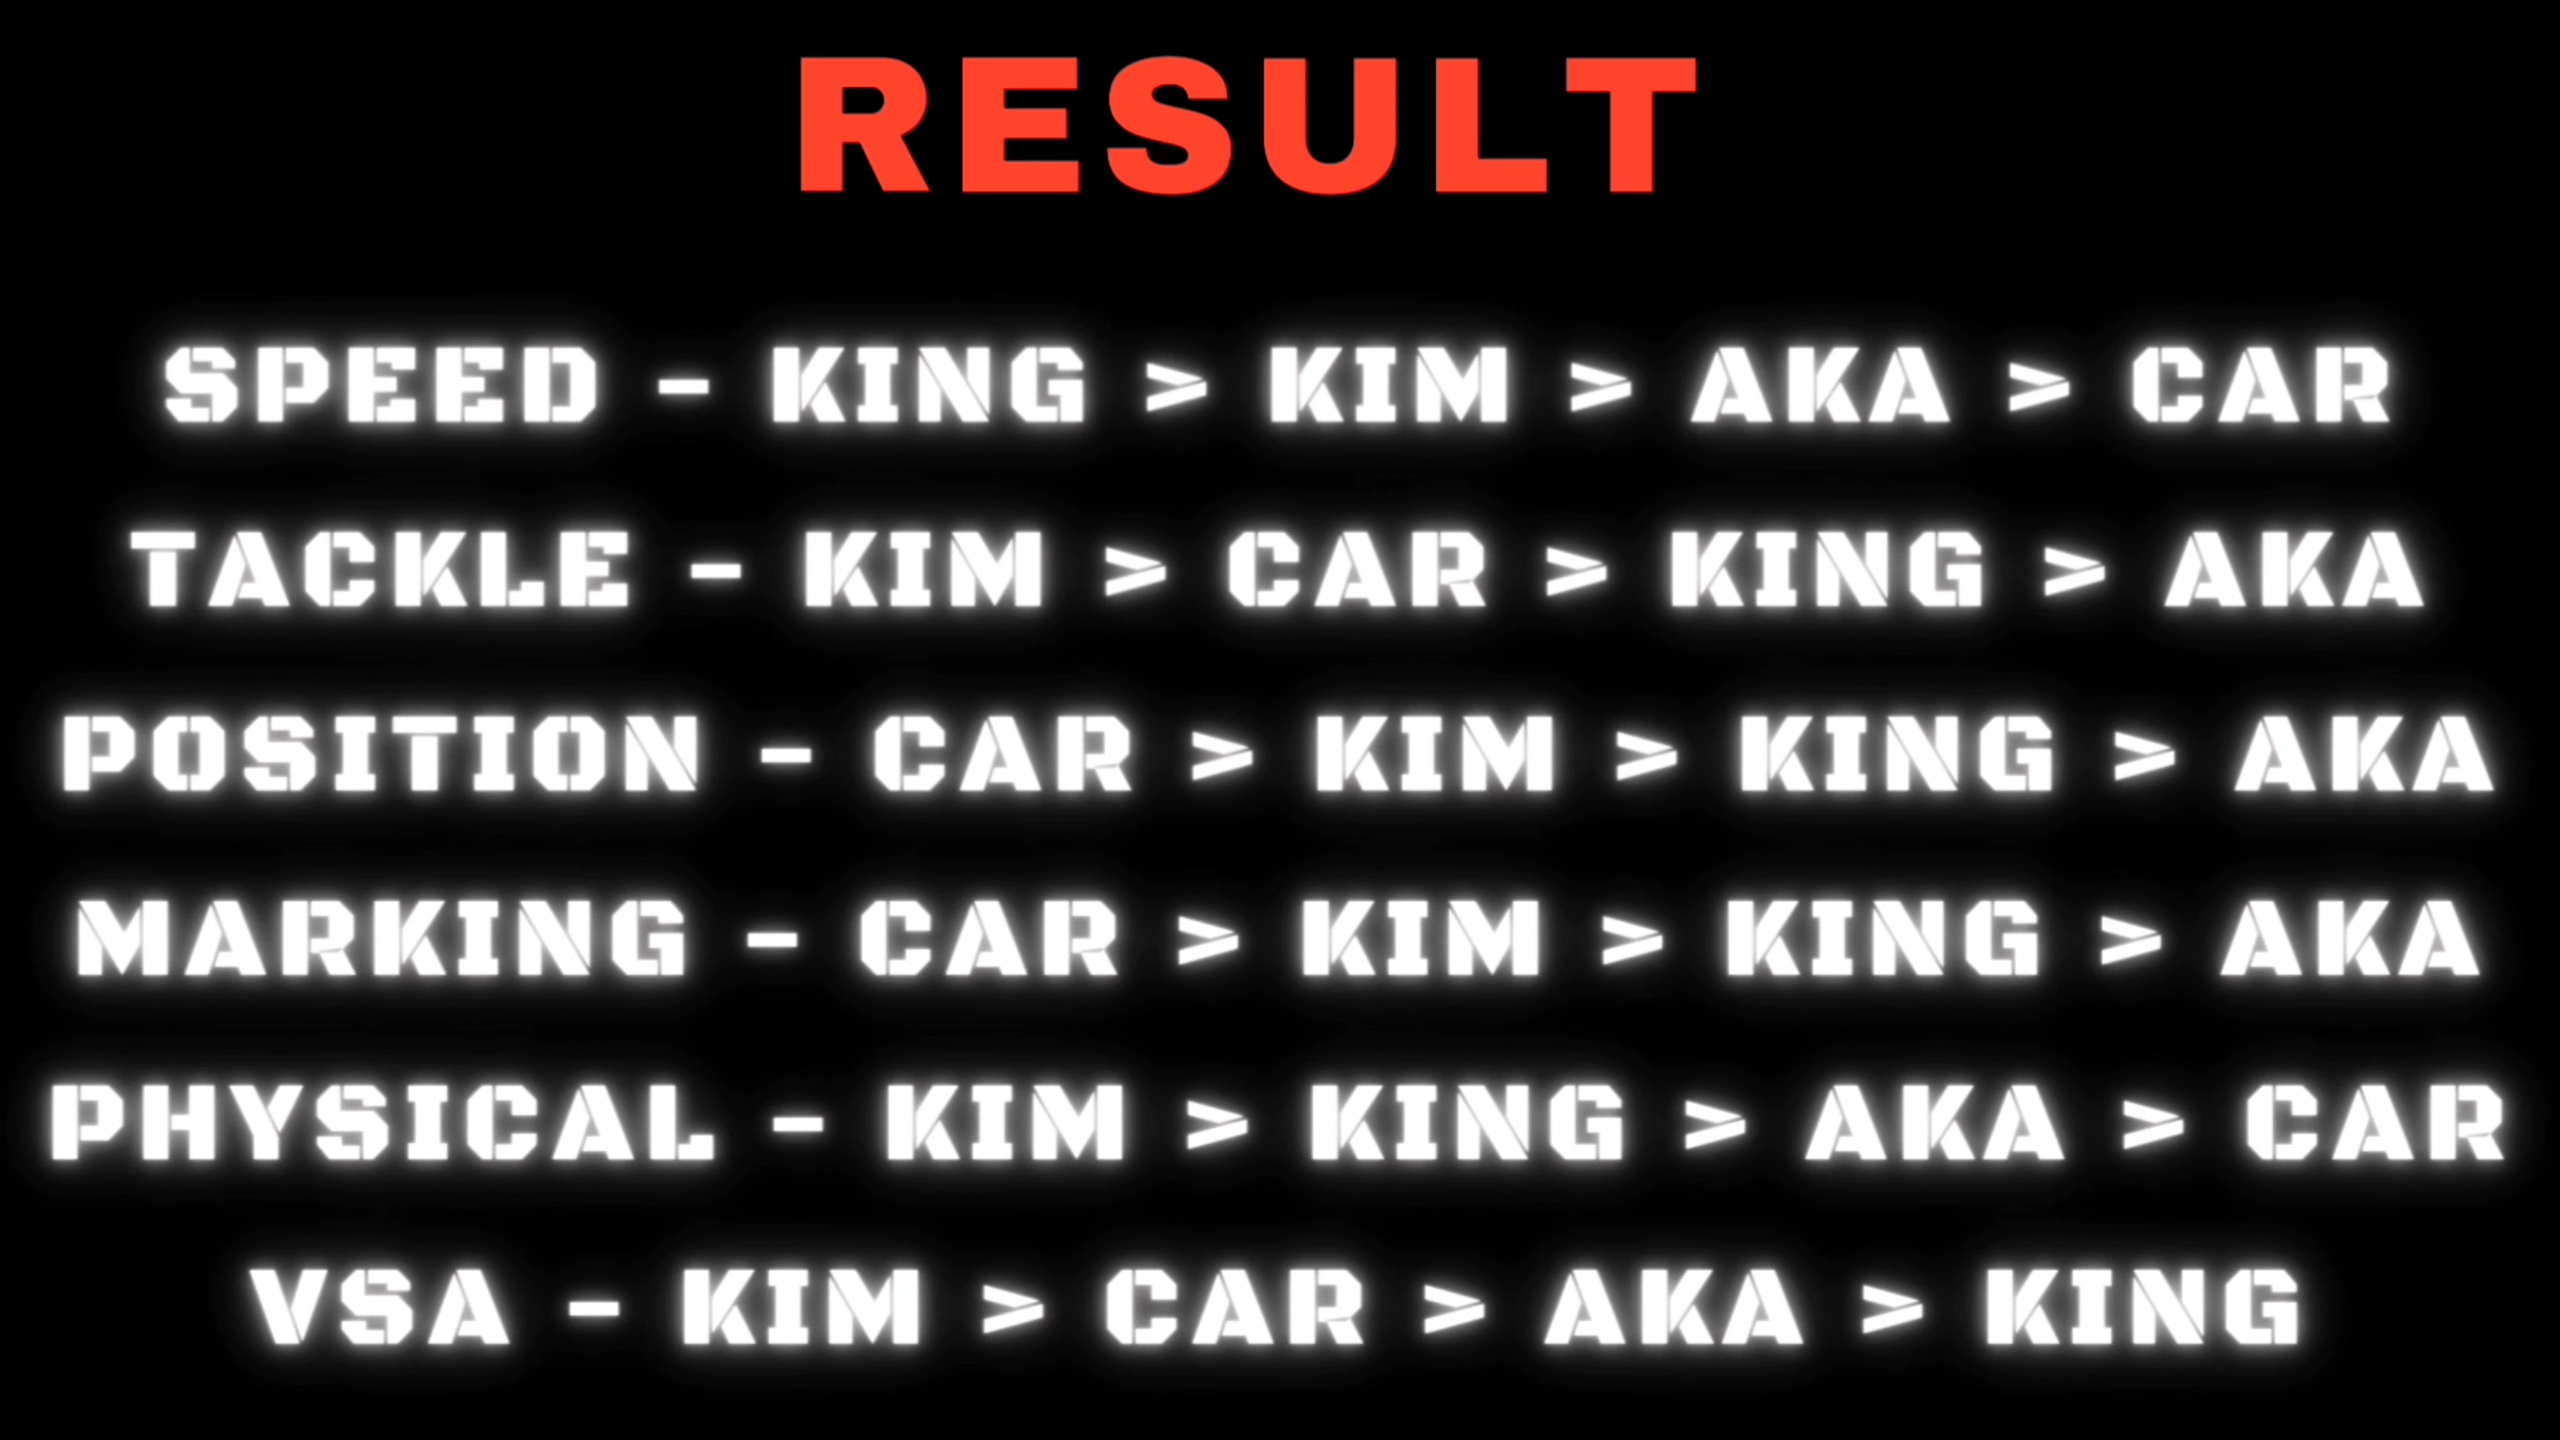 RESULT
SPEED - KING > KIM > AKA > CAR
TACKLE - KIM > CAR > KING > AKA
POSITION - CAR > KIM > KING > AKA
MARKING - CAR > KIM > KING > AKA
PHYSICAL - KIM > KING > AKA > CAR
VSA - KIM > CAR > AKA > KING